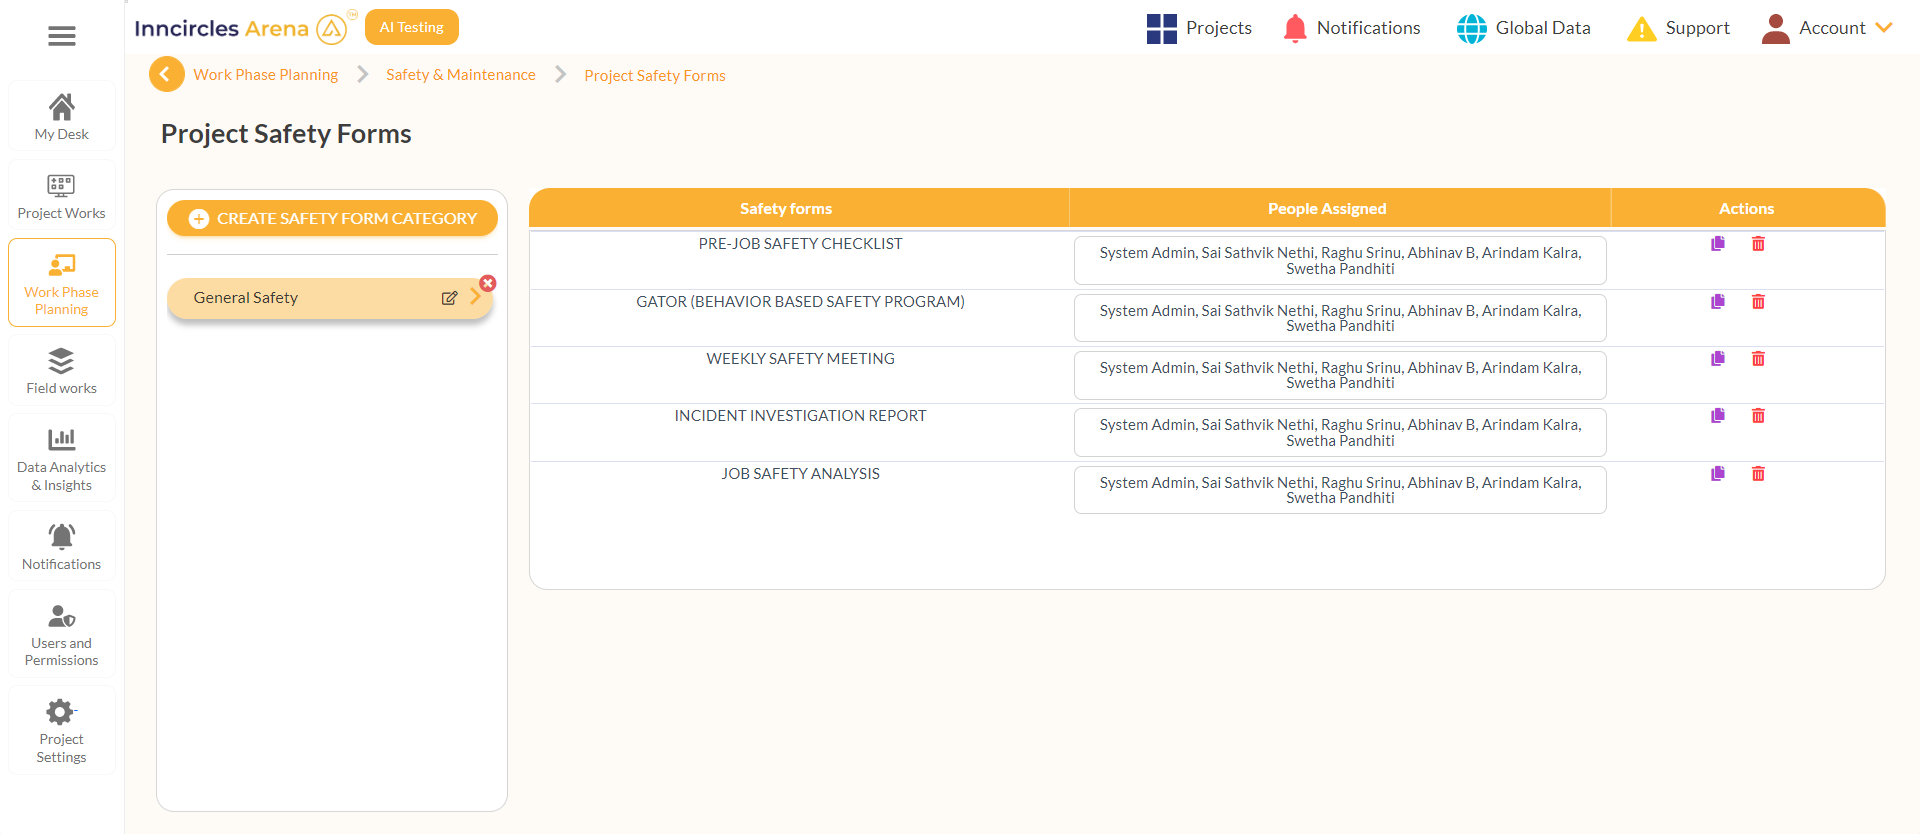 Inncircles Arena TM
AI Testing
Projects
Notifications
Global Data
Support
Account
My Desk
Project Works
Work Phase
Planning
Field works
Data Analytics
& Insights
Notifications
Users and
Permissions
Project
Settings
Work Phase Planning
Safety & Maintenance
Project Safety Forms
Project Safety Forms
CREATE SAFETY FORM CATEGORY
General Safety
Safety forms
People Assigned
Actions
PRE-JOB SAFETY CHECKLIST
System Admin, Sai Sathvik Nethi, Raghu Srinu, Abhinav B, Arindam Kalra,
Swetha Pandhiti
GATOR (BEHAVIOR BASED SAFETY PROGRAM)
System Admin, Sai Sathvik Nethi, Raghu Srinu, Abhinav B, Arindam Kalra,
Swetha Pandhiti
WEEKLY SAFETY MEETING
System Admin, Sai Sathvik Nethi, Raghu Srinu, Abhinav B, Arindam Kalra,
Swetha Pandhiti
INCIDENT INVESTIGATION REPORT
System Admin, Sai Sathvik Nethi, Raghu Srinu, Abhinav B, Arindam Kalra,
Swetha Pandhiti
JOB SAFETY ANALYSIS
System Admin, Sai Sathvik Nethi, Raghu Srinu, Abhinav B, Arindam Kalra,
Swetha Pandhiti